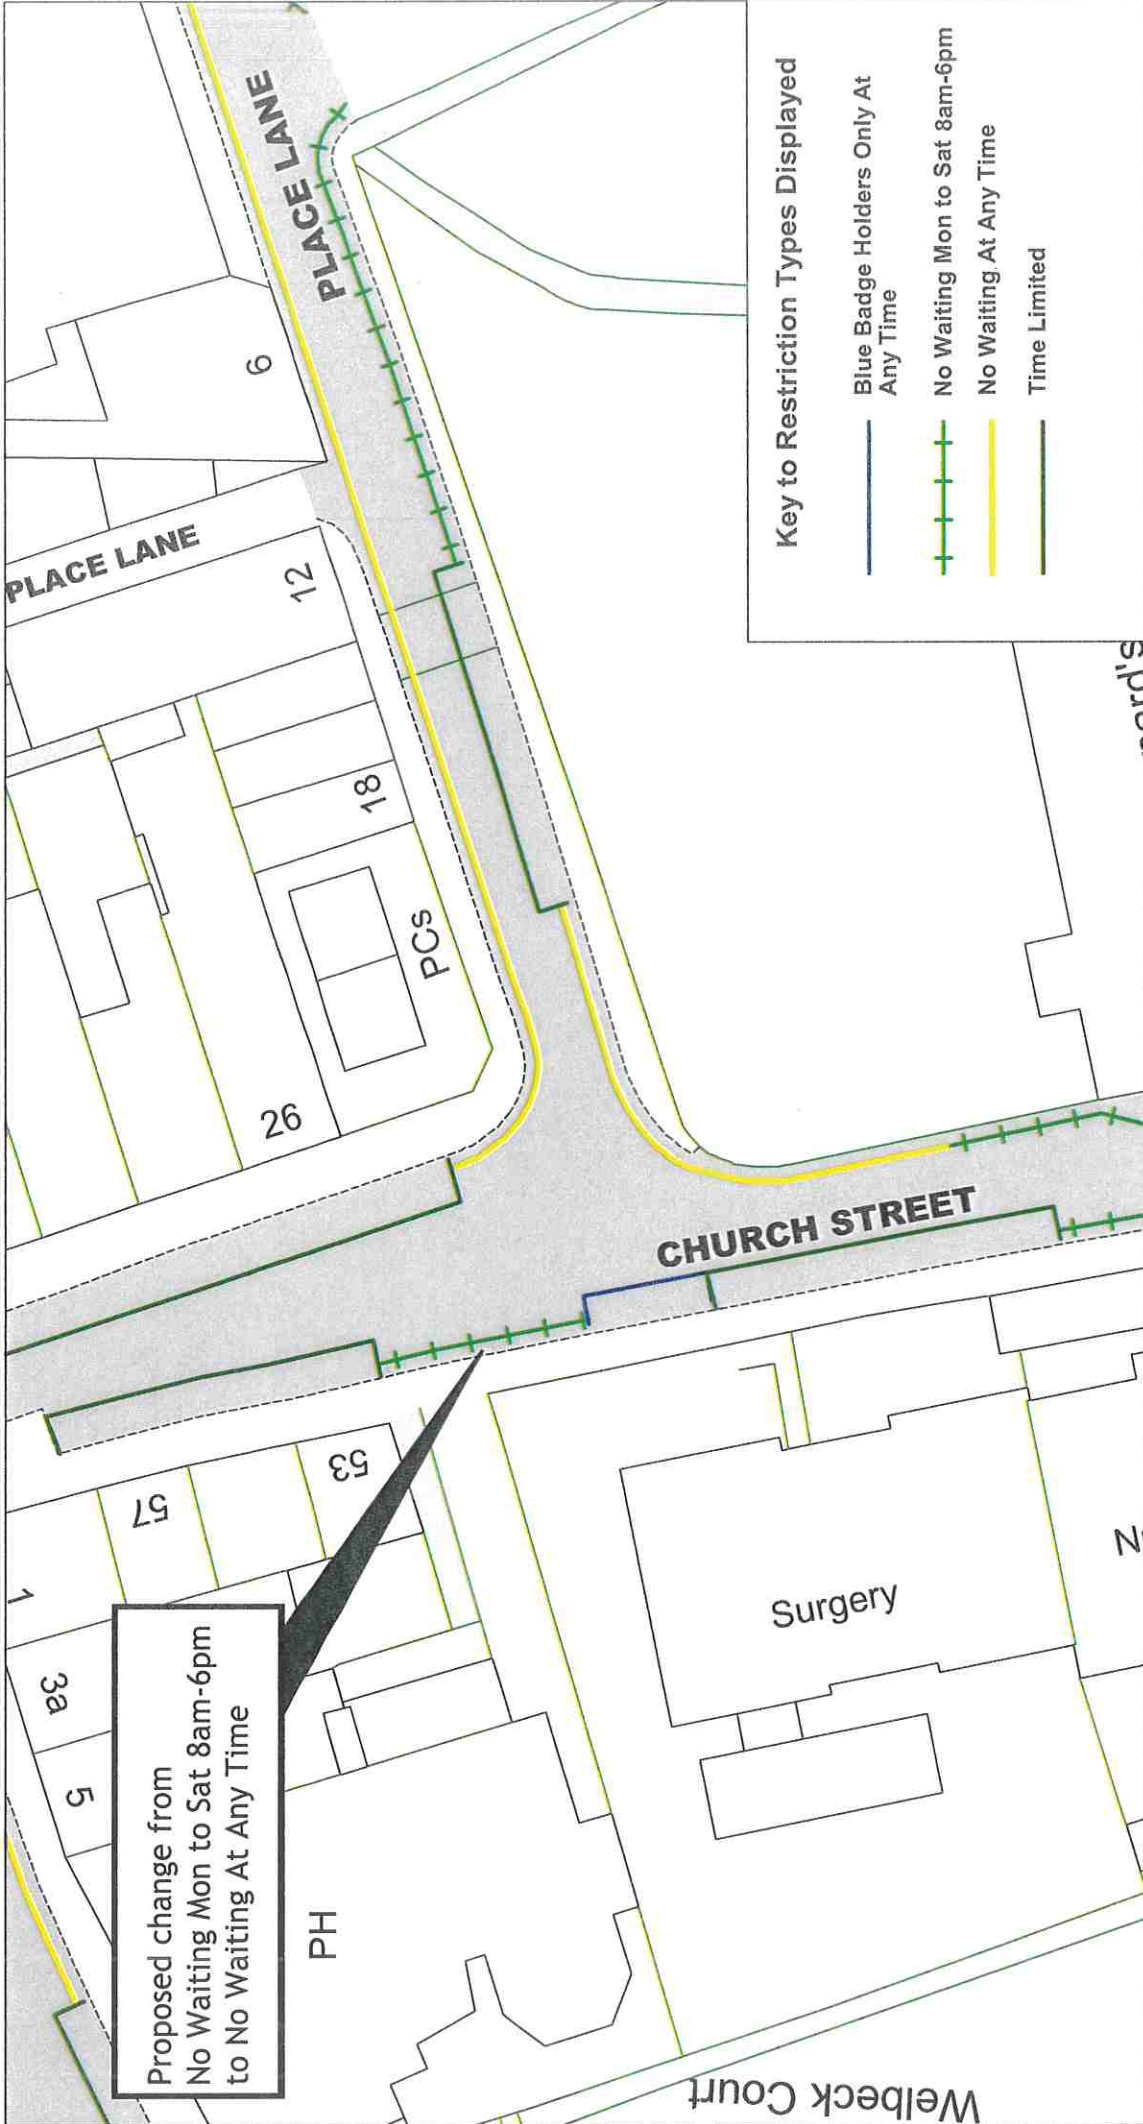 PLACE LANE
PLACE LANE
6
12
18
PCs
26
CHURCH STREET
53
57
1
3a
5
PH
Surgery
Welbeck Court
Proposed change from
No Waiting Mon to Sat 8am-6pm
to No Waiting At Any Time
Key to Restriction Types Displayed
Blue Badge Holders Only At
Any Time
No Waiting Mon to Sat 8am-6pm
No Waiting At Any Time
Time Limited